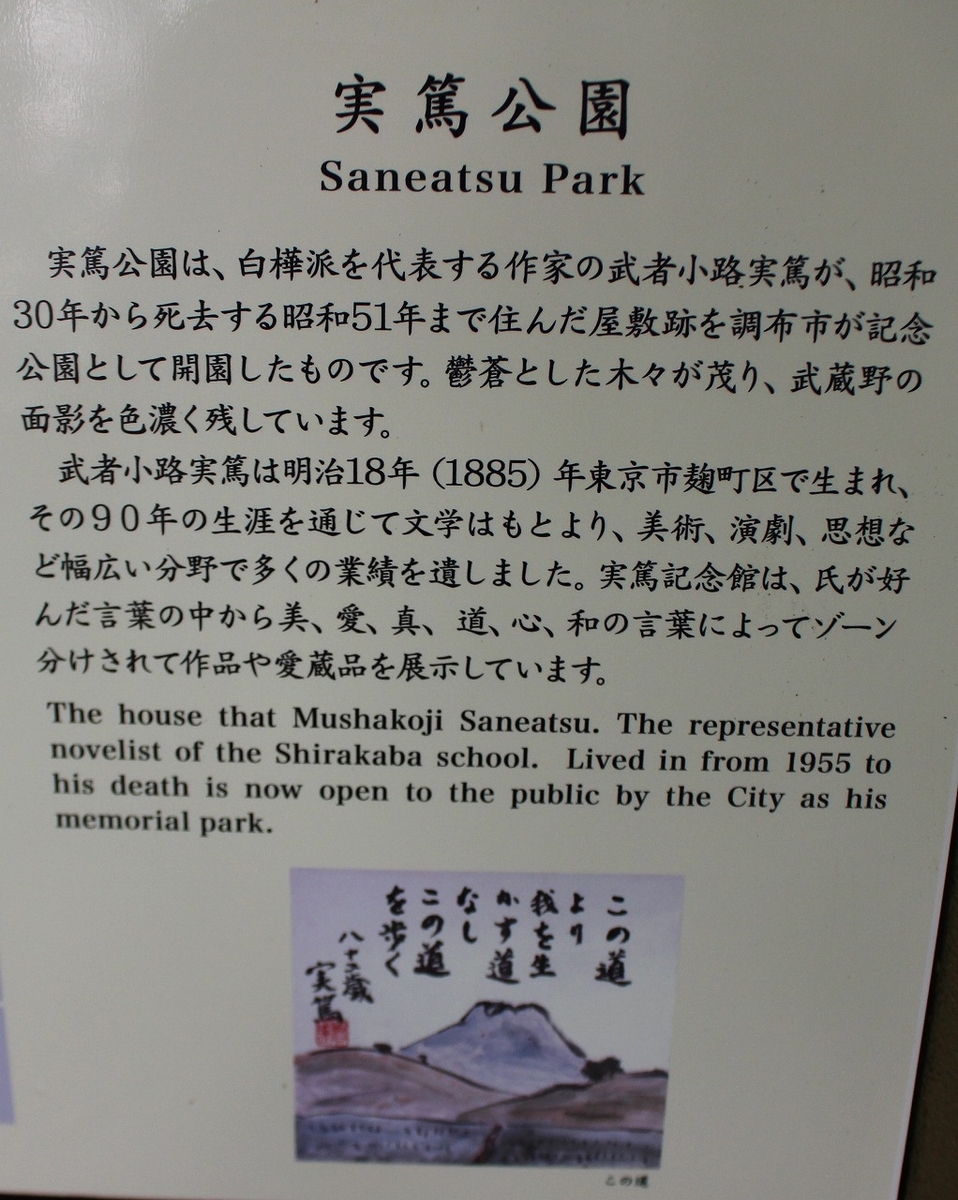 実篤公園
Saneatsu Park
実篤公園は、白樺派を代表する作家の武者小路実篤が、昭和
30年から死去する昭和51年まで住んだ屋敷跡を調布市が記念
公園として開園したものです。鬱蒼とした木々が茂り、武蔵野の
面影を色濃く残しています。
武者小路実篤は明治18年（1885）年東京市麹町区で生まれ、
その９０年の生涯を通じて文学はもとより、美術、演劇、思想な
ど幅広い分野で多くの業績を遺しました。実篤記念館は、氏が好
んだ言葉の中から美、愛、真、道、心、和の言葉によってゾーン
分けされて作品や愛蔵品を展示しています。
The house that Mushakoji Saneatsu. The representative
novelist of the Shirakaba school. Lived in from 1955 to
his death is now open to the public by the City as his
memorial park.
この道
より
我を生
かす道
なし
この道
を歩く
実篤
この道